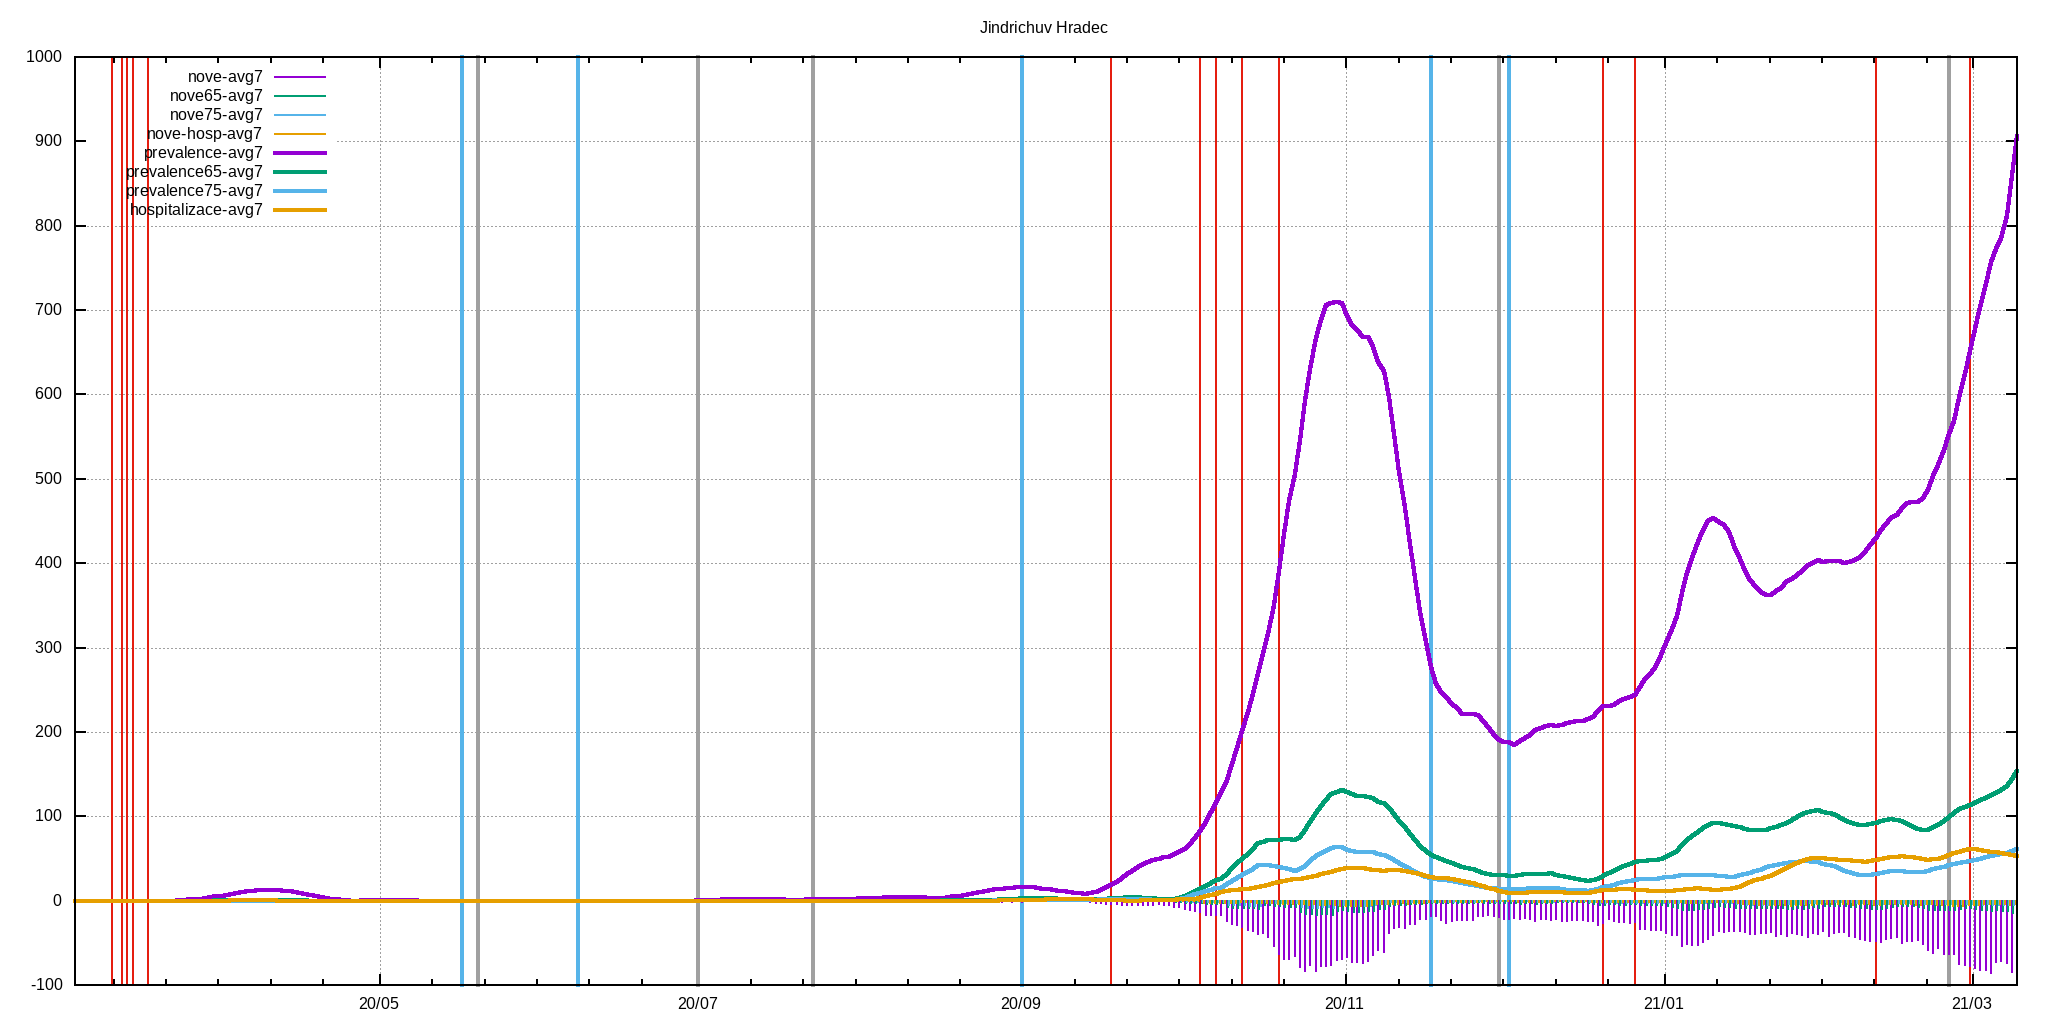 Jindrichuv Hradec
1000
900
800
700
600
500
400
300
200
100
0
-100
nove-avg7
nove65-avg7
nove75-avg7
nove-hosp-avg7
prevalence-avg7
prevalence65-avg7
prevalence75-avg7
hospitalizace-avg7
20/05 20/07 20/09 20/11 21/01 21/03